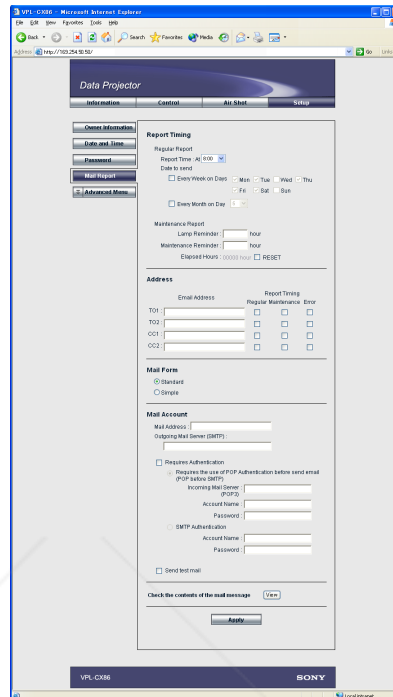 VPL-CX86 - Microsoft Internet Explorer
File Edit View Favorites Tools Help
Back Search Favorites Media
Address http://169.254.50.50/ Go Links
Data Projector
Information Control Air Shot Setup
Owner Information
Date and Time
Password
Mail Report
Advanced Menu
Report Timing
Regular Report
Report Time : At 8:00
Date to send
Every Week on Days Mon Tue Wed Thu
Fri Sat Sun
Every Month on Day
Maintenance Report
Lamp Reminder : hour
Maintenance Reminder : hour
Elapsed Hours : 00000 hour RESET
Address
Report Timing
Email Address
Regular Maintenance Error
TO1 :
TO2 :
CC1 :
CC2 :
Mail Form
Standard
Simple
Mail Account
Mail Address :
Outgoing Mail Server (SMTP) :
Requires Authentication
Requires the use of POP Authentication before send email
(POP before SMTP)
Incoming Mail Server :
(POP3)
Account Name :
Password :
SMTP Authentication
Account Name :
Password :
Send test mail
Check the contents of the mail message View
Apply
VPL-CX86 SONY
Local intranet